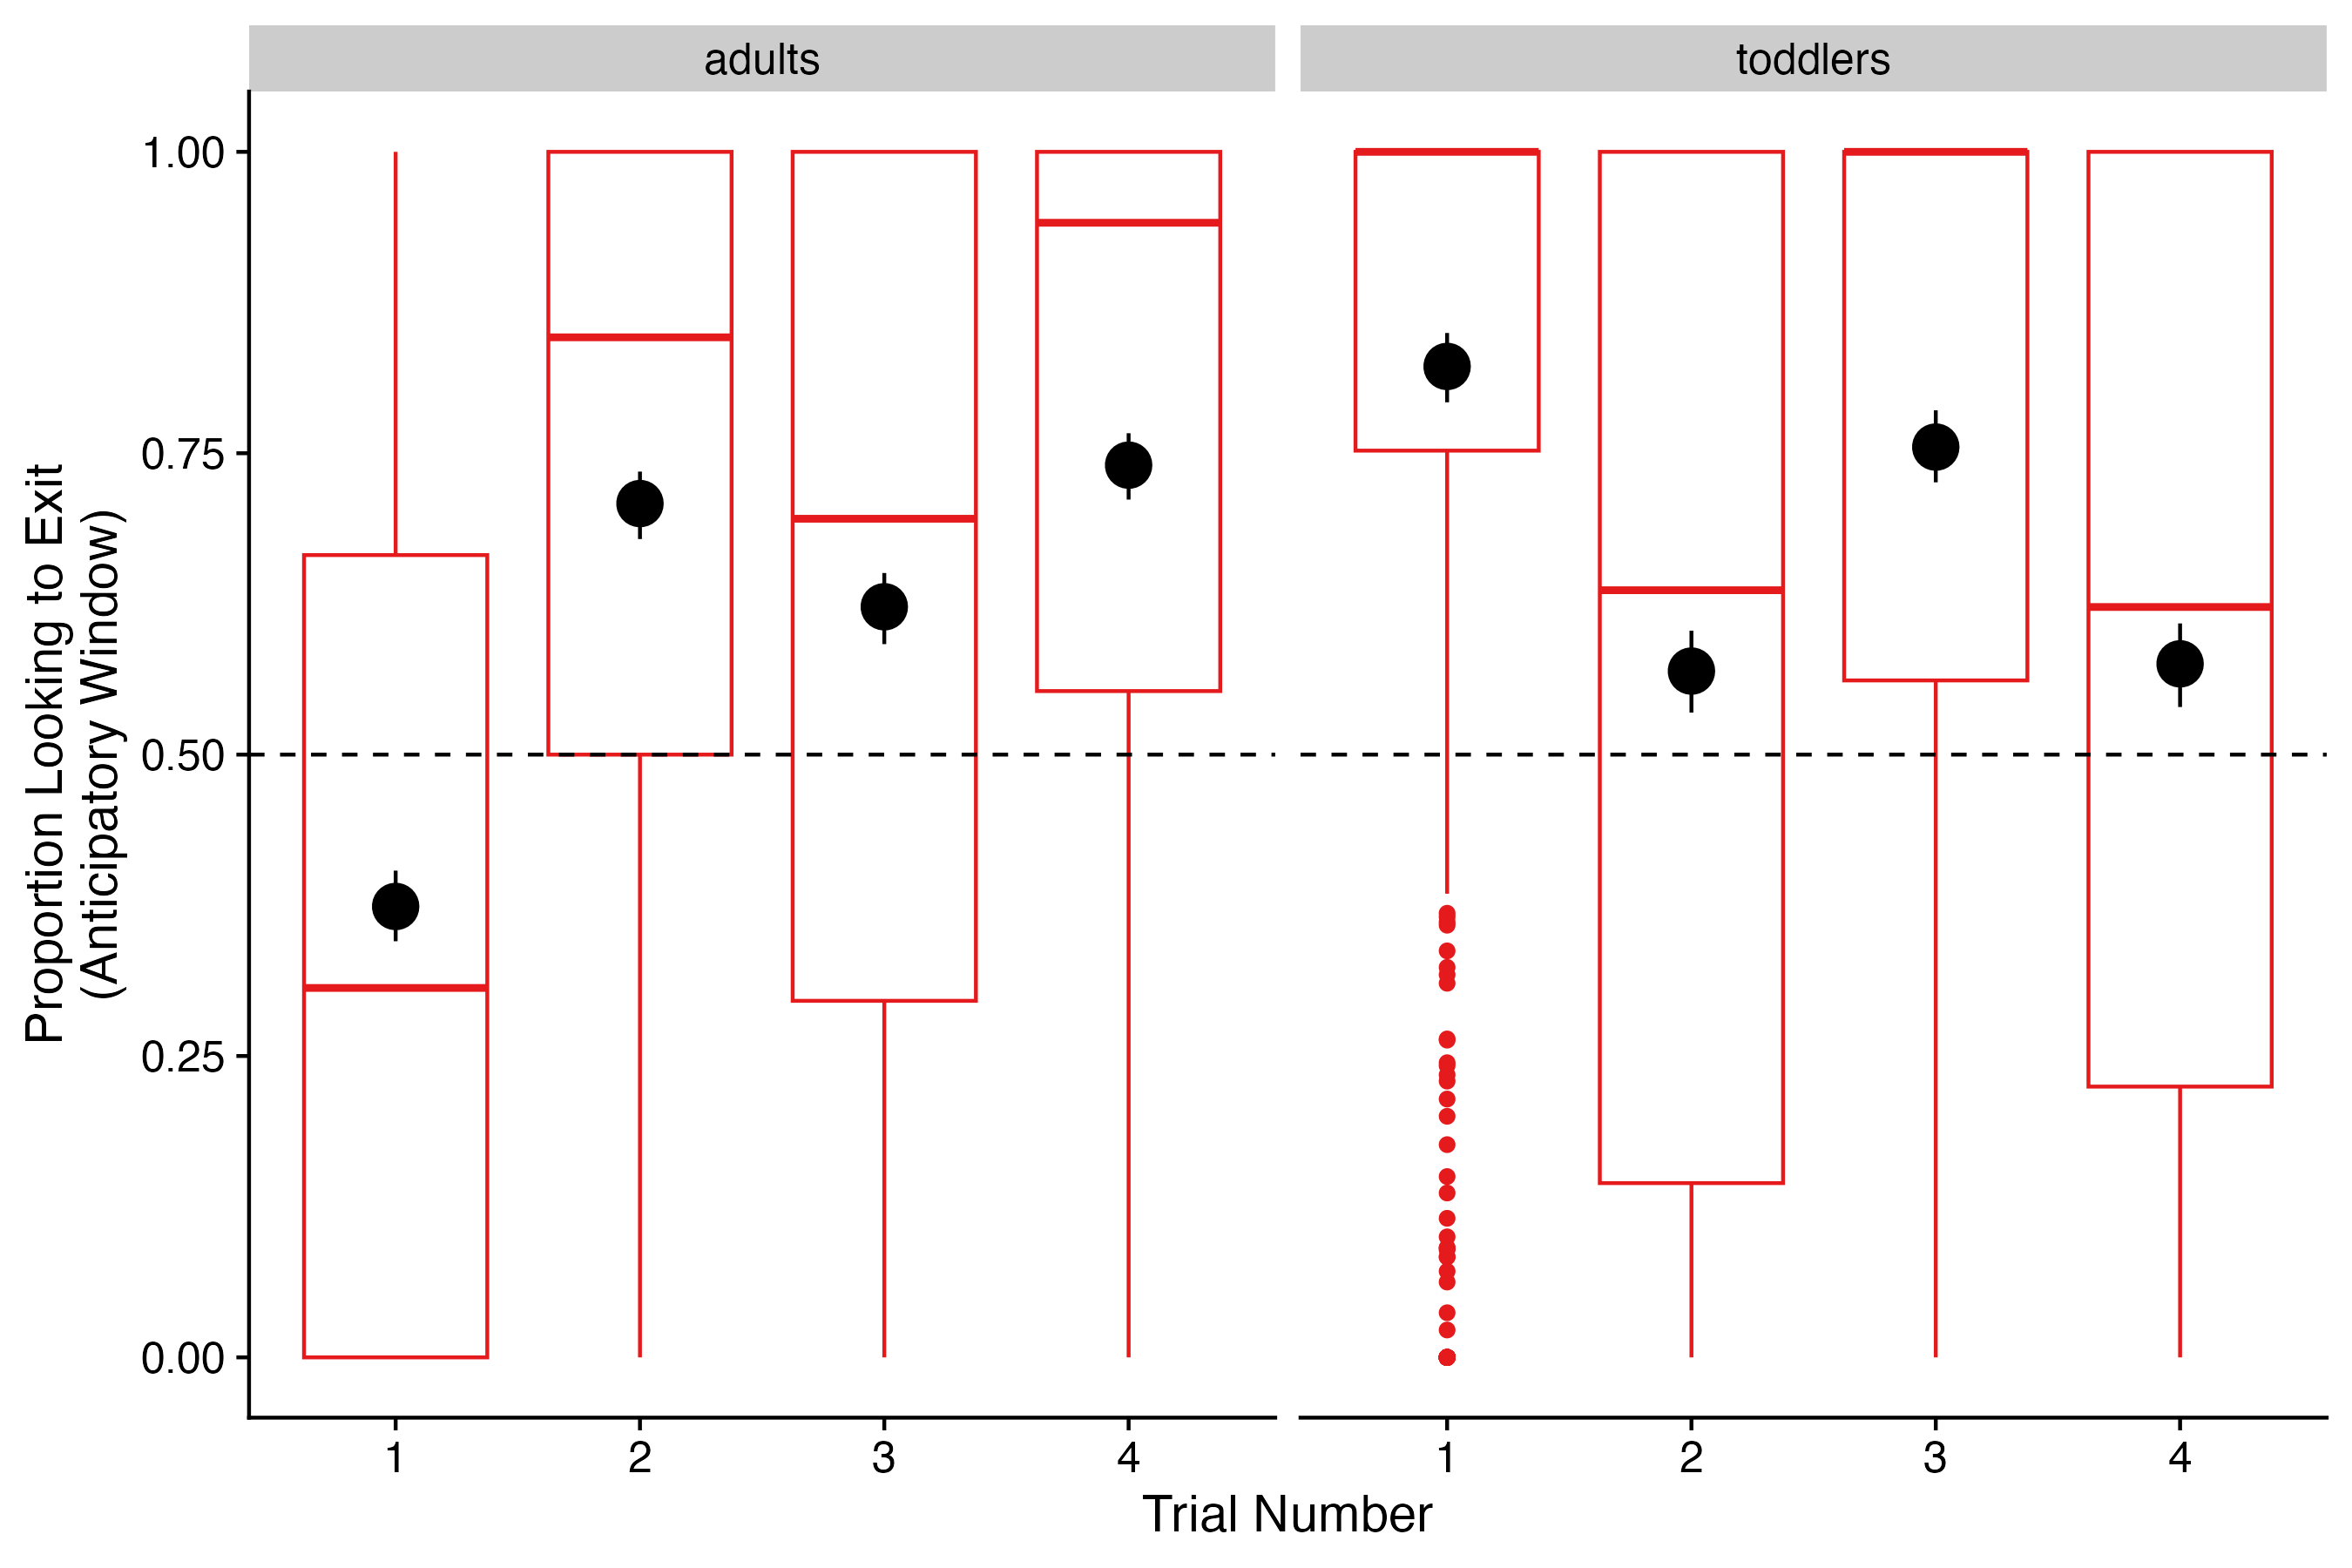 adults
toddlers
Proportion Looking to Exit
(Anticipatory Window)
1.00
0.75
0.50
0.25
0.00
1 2 3 4 1 2 3 4
Trial Number